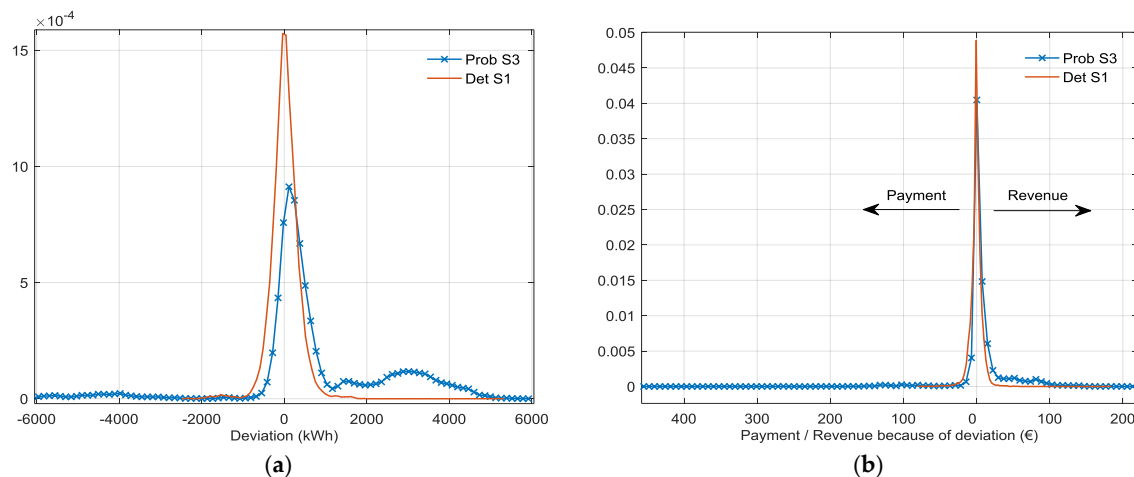 ×10⁻⁴
15
10
5
0
-6000 -4000 -2000 0 2000 4000 6000
Deviation (kWh)
Prob S3
Det S1
(a)
0.05
0.045
0.04
0.035
0.03
0.025
0.02
0.015
0.01
0.005
0
400 300 200 100 0 100 200
Payment / Revenue because of deviation (€)
Prob S3
Det S1
Payment
Revenue
(b)